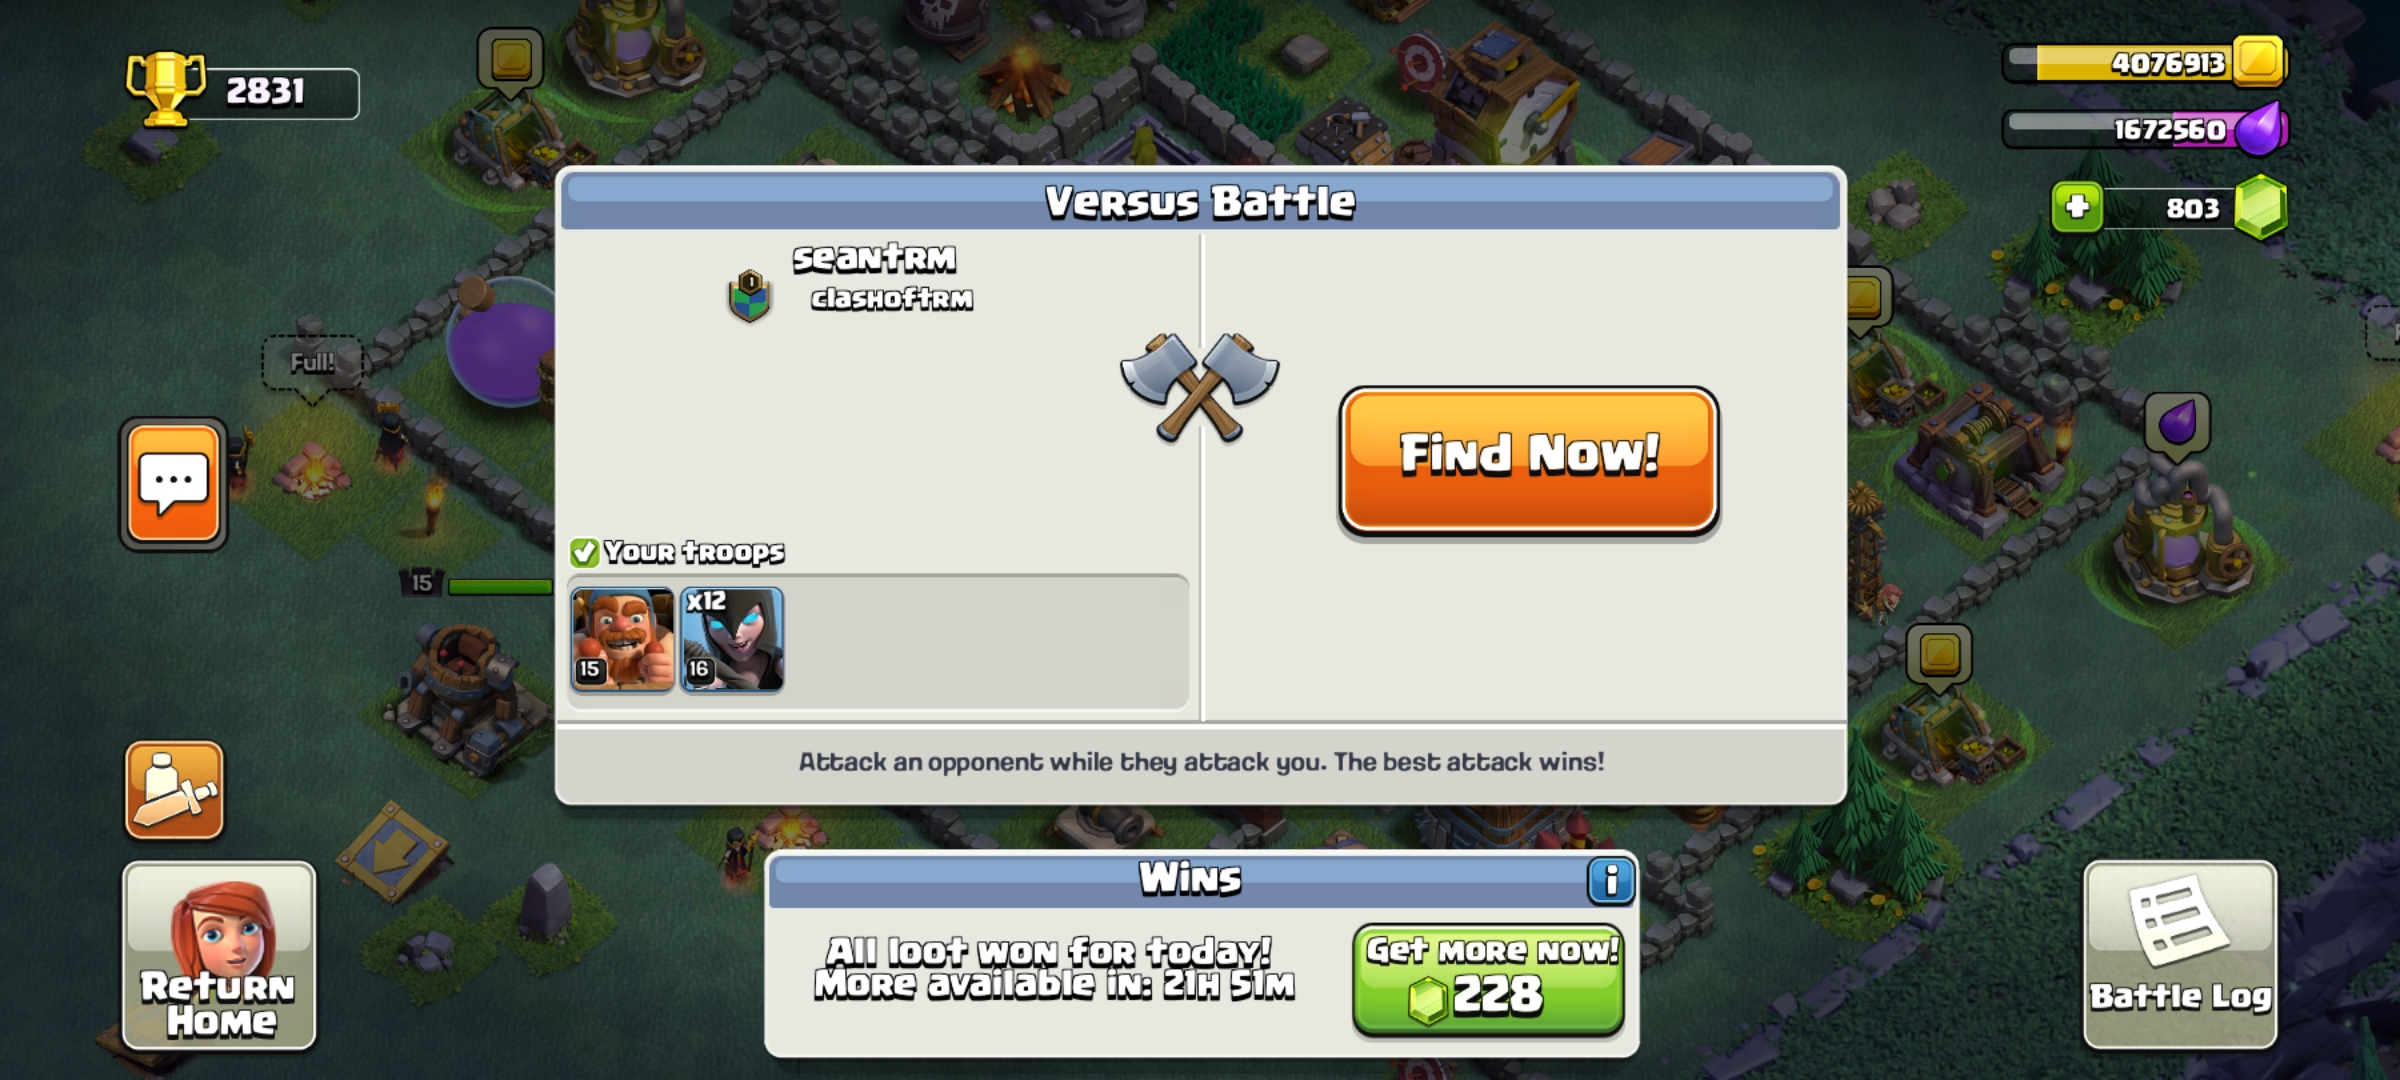 2831
4076913
1672560
803
Versus Battle
seantrm
clashoftrm
1
Full!
Find Now!
Your troops
15
15
x12
16
Attack an opponent while they attack you. The best attack wins!
Wins
i
All loot won for today!
More available in: 21H 51M
Get more now!
228
Return
Home
Battle Log